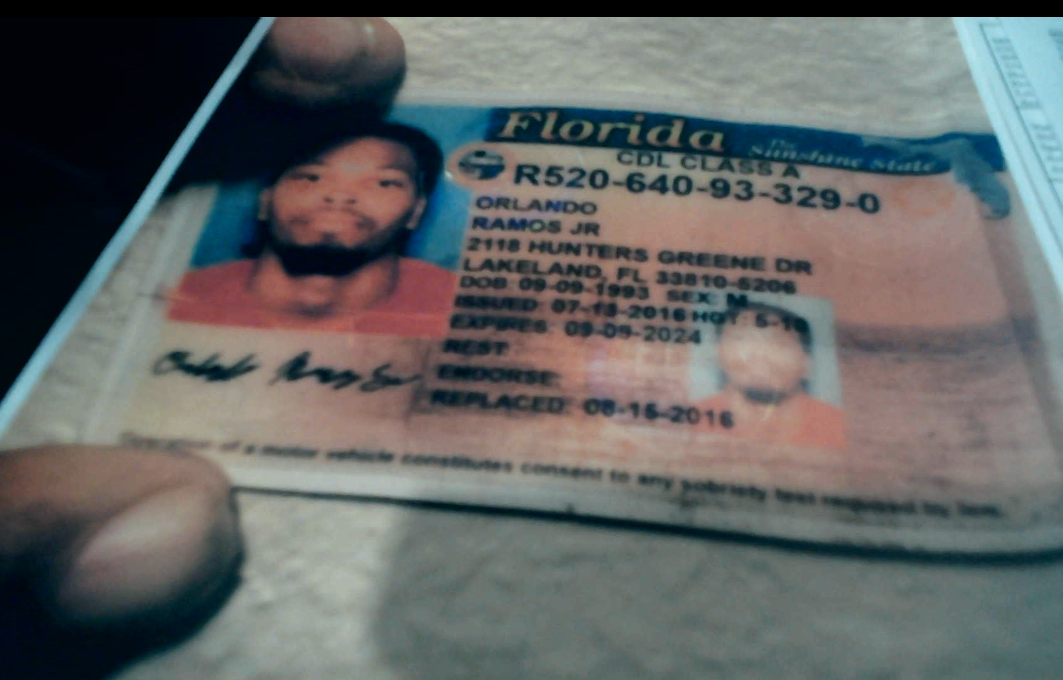 Florida
The Sunshine State
CDL CLASS A
R520-640-93-329-0
ORLANDO
RAMOS JR
2118 HUNTERS GREENE DR
LAKELAND, FL 33810-5206
DOB: 09-09-1993 SEX: M
ISSUED: 07-13-2016 HGT: 5-
EXPIRES: 09-09-2024
REST:
ENDORSE:
REPLACED: 08-15-2016
Operation of a motor vehicle constitutes consent to any sobriety test required by law.